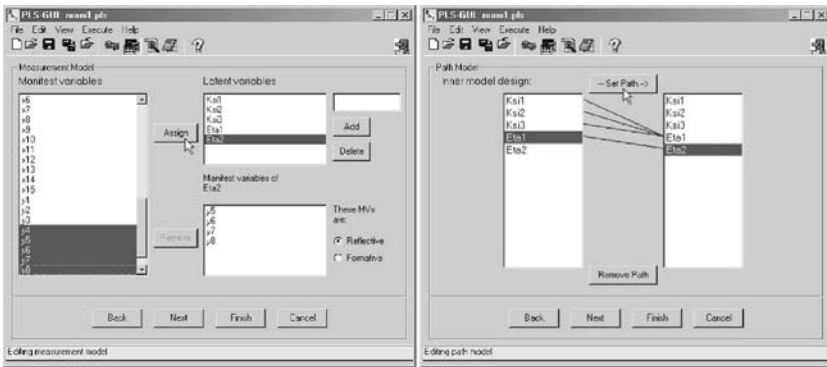 PLS-GUI noom1.pls
File Edit View Execute Help
Measurement Model
Manifest variables
Latent variables
x6
x7
x8
x9
x10
x11
x12
x13
x14
x15
y1
y2
y3
y4
y5
y6
y7
y8
Assign
Remove
Ksi1
Ksi2
Ksi3
Eta1
Eta2
Add
Delete
Manifest variables of
Eta2
y5
y6
y7
y8
These MVs
are:
Reflective
Formative
Back Next Finish Cancel
Editing measurement model
PLS-GUI noom1.pls
File Edit View Execute Help
Path Model
Inner model design:
-- Set Path -->
Ksi1
Ksi2
Ksi3
Eta1
Eta2
Ksi1
Ksi2
Ksi3
Eta1
Eta2
Remove Path
Back Next Finish Cancel
Editing path model